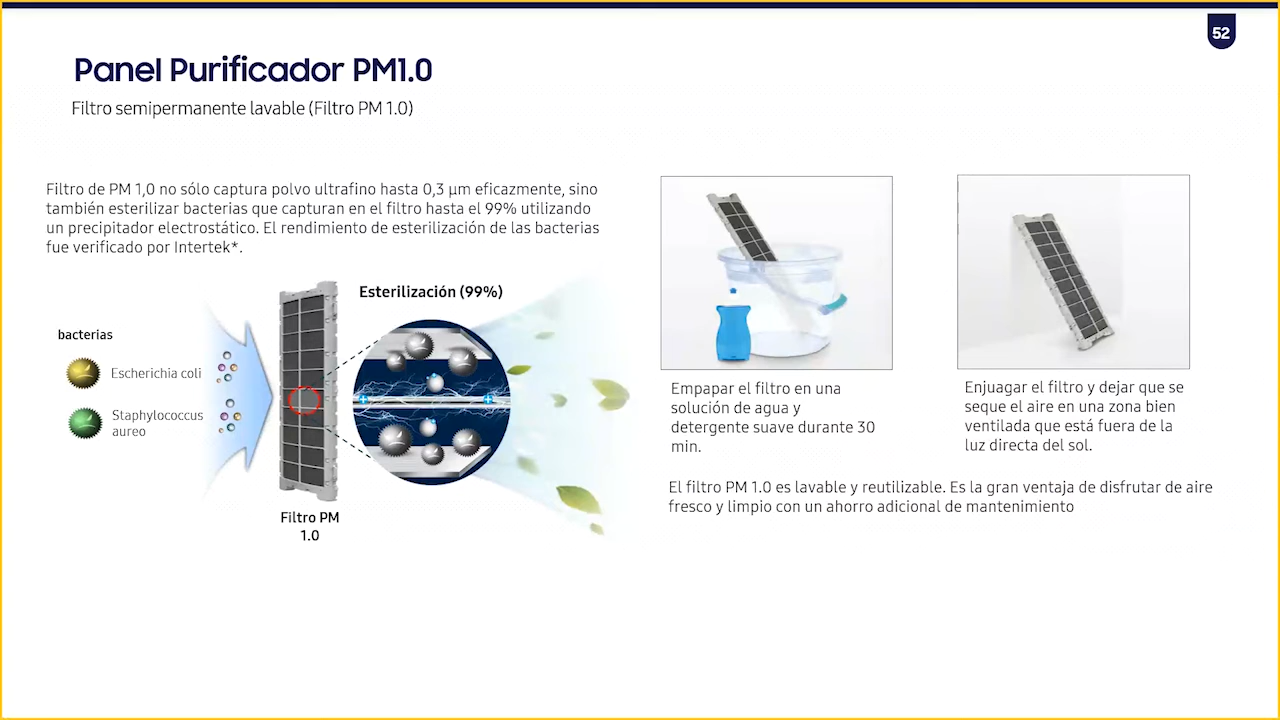 52
Panel Purificador PM1.0
Filtro semipermanente lavable (Filtro PM 1.0)
Filtro de PM 1,0 no sólo captura polvo ultrafino hasta 0,3 µm eficazmente, sino
también esterilizar bacterias que capturan en el filtro hasta el 99% utilizando
un precipitador electrostático. El rendimiento de esterilización de las bacterias
fue verificado por Intertek*.
Esterilización (99%)
bacterias
Escherichia coli
Staphylococcus
aureo
Filtro PM
1.0
Empapar el filtro en una
solución de agua y
detergente suave durante 30
min.
Enjuagar el filtro y dejar que se
seque el aire en una zona bien
ventilada que está fuera de la
luz directa del sol.
El filtro PM 1.0 es lavable y reutilizable. Es la gran ventaja de disfrutar de aire
fresco y limpio con un ahorro adicional de mantenimiento